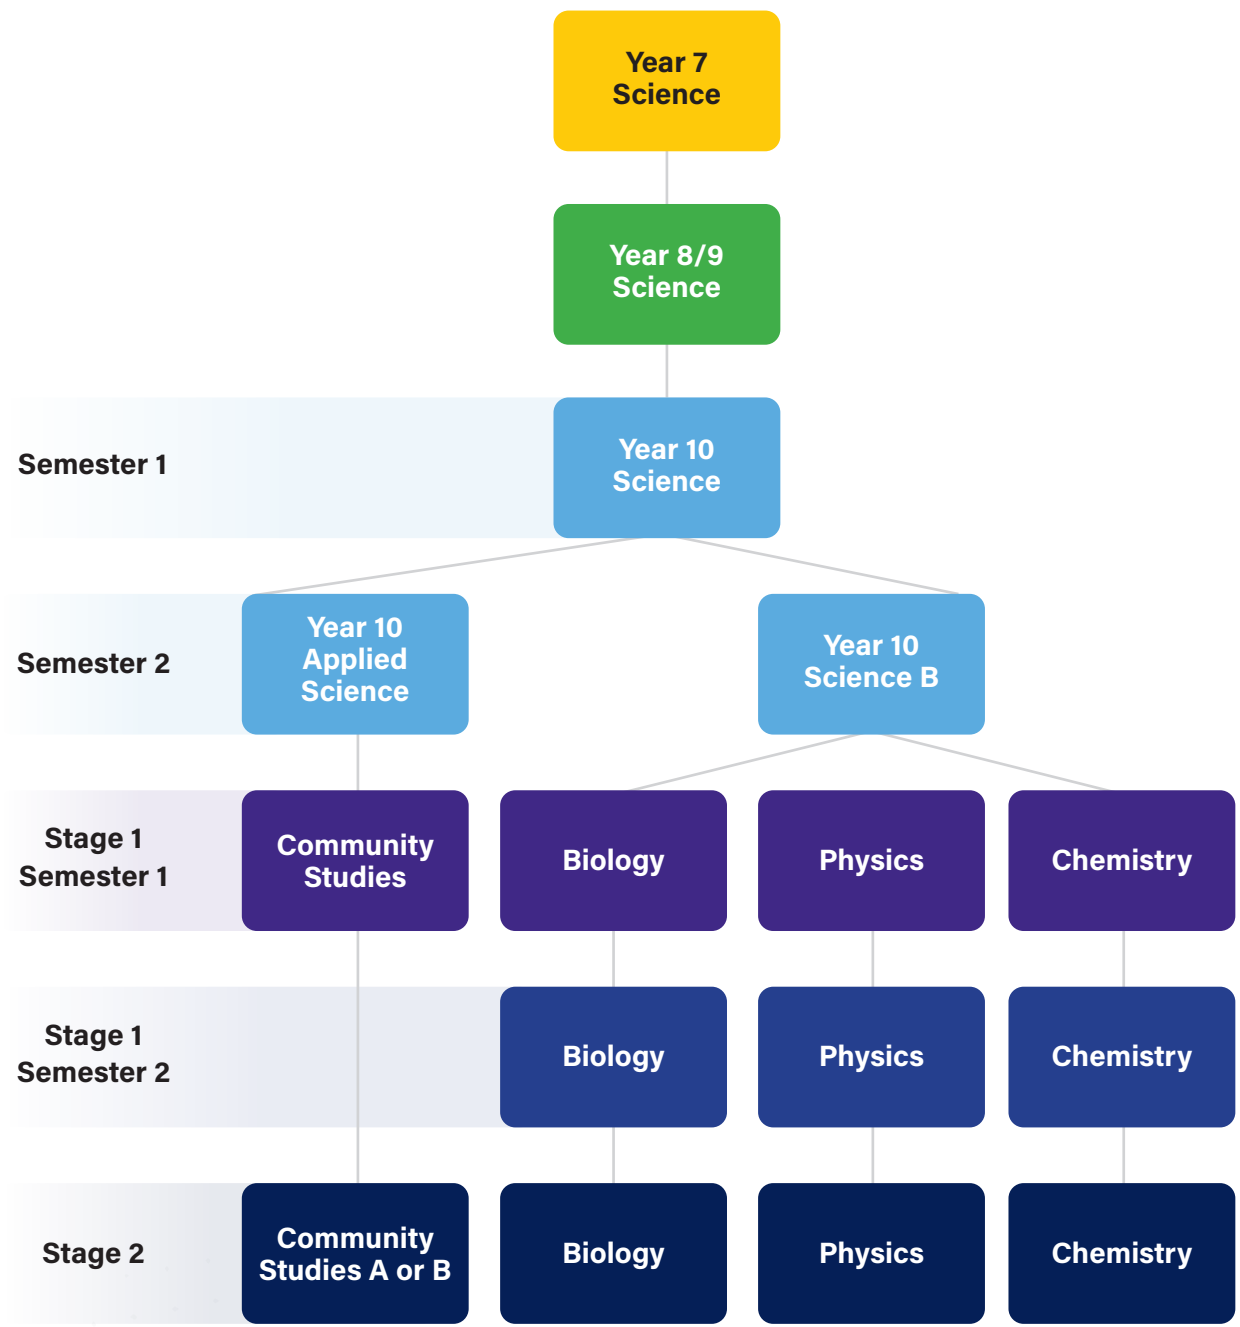 Year 7
Science
Year 8/9
Science
Semester 1
Year 10
Science
Semester 2
Year 10
Applied
Science
Year 10
Science B
Stage 1
Semester 1
Community
Studies
Biology
Physics
Chemistry
Stage 1
Semester 2
Biology
Physics
Chemistry
Stage 2
Community
Studies A or B
Biology
Physics
Chemistry